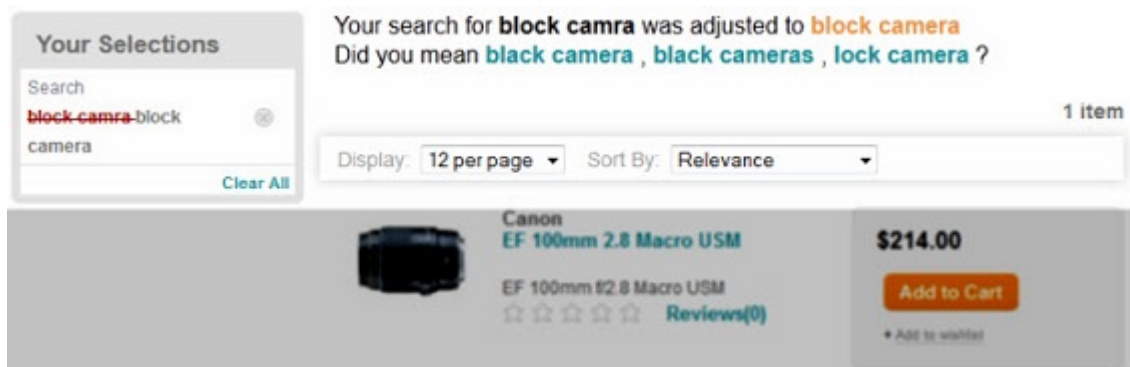 Your Selections
Search
block camra block
camera
Clear All
Your search for block camra was adjusted to block camera
Did you mean black camera , black cameras , lock camera ?
1 item
Display: 12 per page Sort By: Relevance
Canon
EF 100mm 2.8 Macro USM
EF 100mm f/2.8 Macro USM
Reviews(0)
$214.00
Add to Cart
+ Add to wishlist